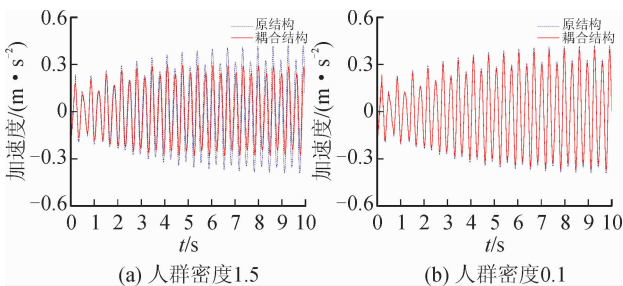 原结构
耦合结构
加速度/(m·s⁻²)
0.6
0.3
0
−0.3
−0.6
0 1 2 3 4 5 6 7 8 9 10
t/s
(a) 人群密度1.5
原结构
耦合结构
加速度/(m·s⁻²)
0.6
0.3
0
−0.3
−0.6
0 1 2 3 4 5 6 7 8 9 10
t/s
(b) 人群密度0.1